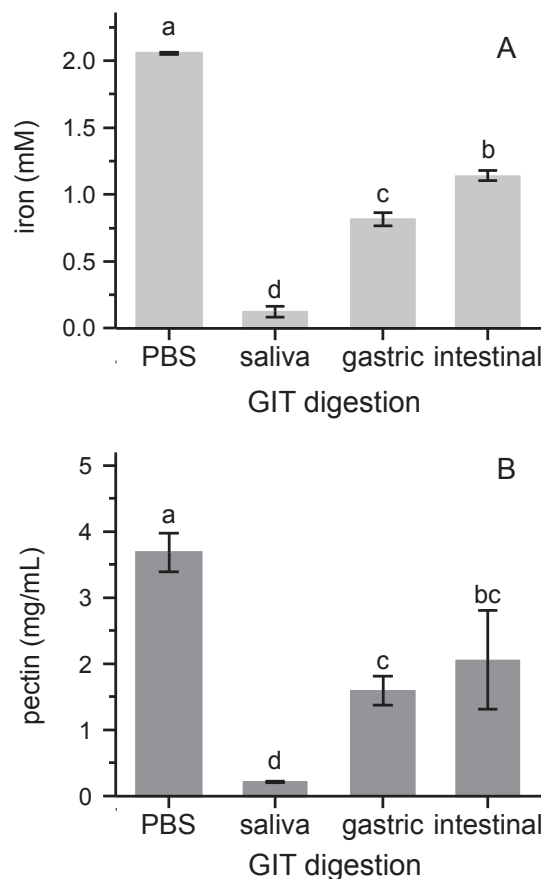 A
a
2.0
b
1.5
c
1.0
0.5
d
0.0
iron (mM)
PBS saliva gastric intestinal
GIT digestion
B
5
a
4
bc
3
c
2
1
d
0
pectin (mg/mL)
PBS saliva gastric intestinal
GIT digestion